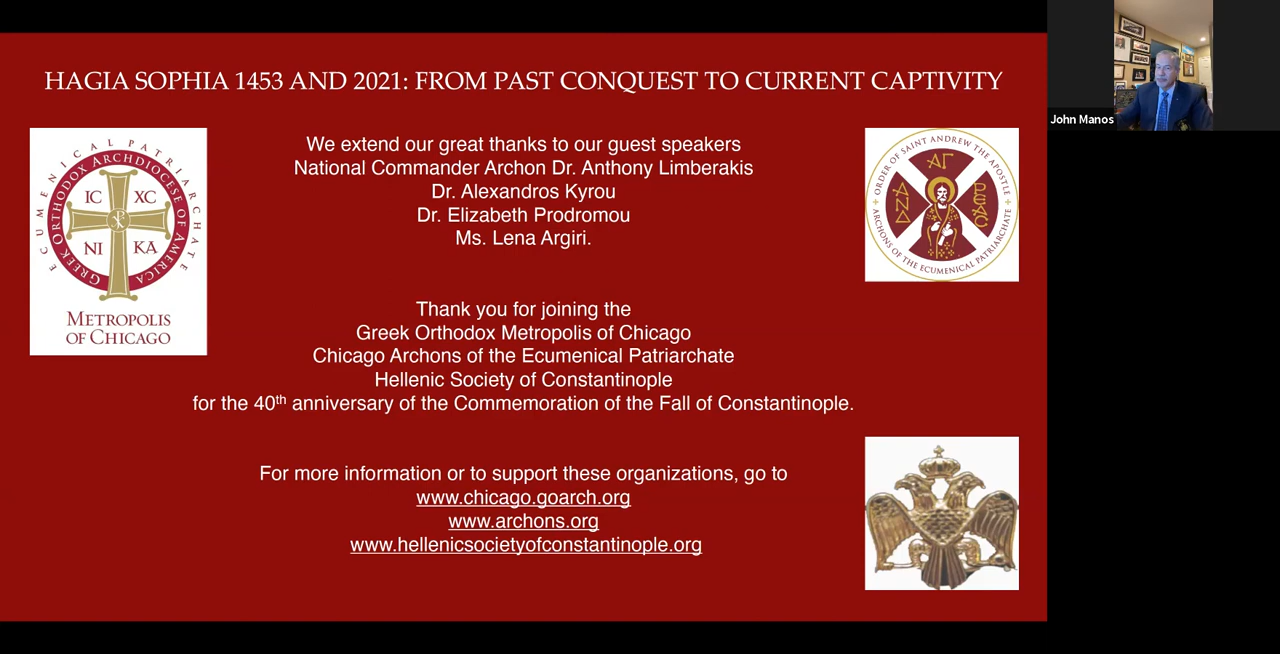 HAGIA SOPHIA 1453 AND 2021: FROM PAST CONQUEST TO CURRENT CAPTIVITY
John Manos
ECUMENICAL PATRIARCHATE
GREEK ORTHODOX ARCHDIOCESE OF AMERICA
IC XC
NI KA
METROPOLIS
OF CHICAGO
We extend our great thanks to our guest speakers
National Commander Archon Dr. Anthony Limberakis
Dr. Alexandros Kyrou
Dr. Elizabeth Prodromou
Ms. Lena Argiri.
ORDER OF SAINT ANDREW THE APOSTLE
ARCHONS OF THE ECUMENICAL PATRIARCHATE
Thank you for joining the
Greek Orthodox Metropolis of Chicago
Chicago Archons of the Ecumenical Patriarchate
Hellenic Society of Constantinople
for the 40th anniversary of the Commemoration of the Fall of Constantinople.
For more information or to support these organizations, go to
www.chicago.goarch.org
www.archons.org
www.hellenicsocietyofconstantinople.org